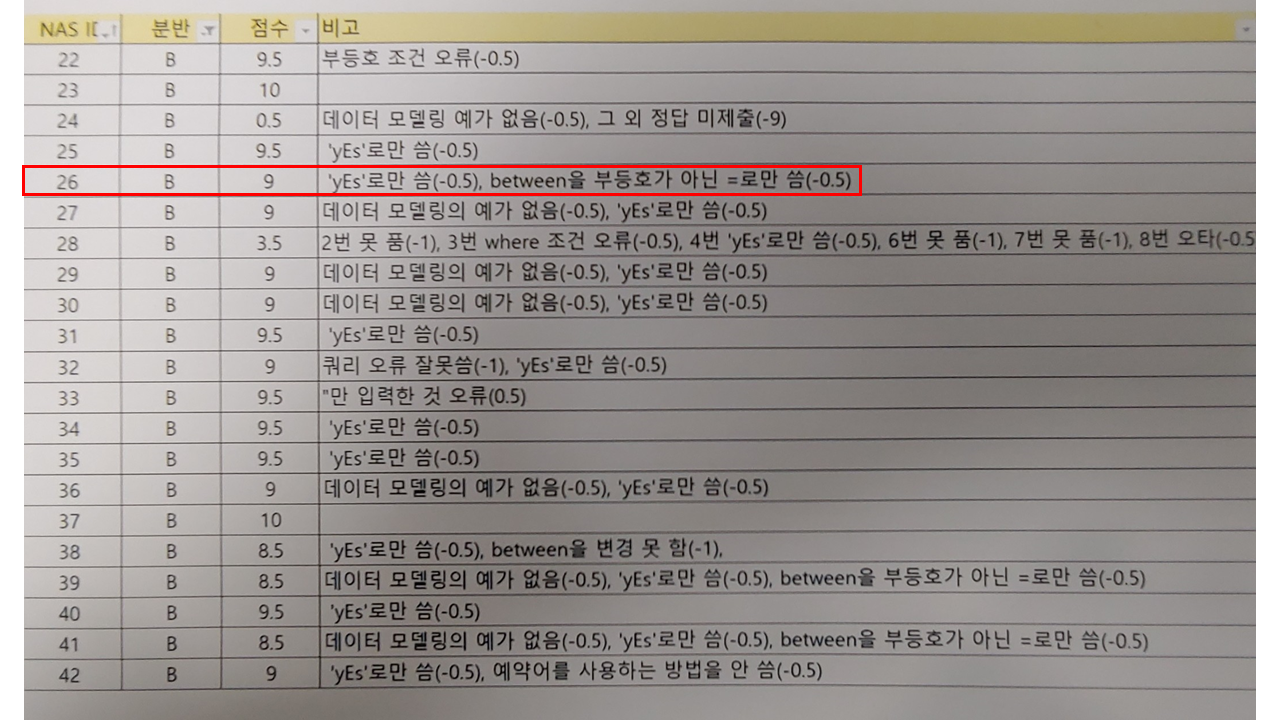 NAS ID 분반 점수 비고
22 B 9.5 부등호 조건 오류(-0.5)
23 B 10
24 B 0.5 데이터 모델링 예가 없음(-0.5), 그 외 정답 미제출(-9)
25 B 9.5 'yEs'로만 씀(-0.5)
26 B 9 'yEs'로만 씀(-0.5), between을 부등호가 아닌 =로만 씀(-0.5)
27 B 9 데이터 모델링의 예가 없음(-0.5), 'yEs'로만 씀(-0.5)
28 B 3.5 2번 못 품(-1), 3번 where 조건 오류(-0.5), 4번 'yEs'로만 씀(-0.5), 6번 못 품(-1), 7번 못 품(-1), 8번 오타(-0.5
29 B 9 데이터 모델링의 예가 없음(-0.5), 'yEs'로만 씀(-0.5)
30 B 9 데이터 모델링의 예가 없음(-0.5), 'yEs'로만 씀(-0.5)
31 B 9.5 'yEs'로만 씀(-0.5)
32 B 9 쿼리 오류 잘못씀(-1), 'yEs'로만 씀(-0.5)
33 B 9.5 "만 입력한 것 오류(0.5)
34 B 9.5 'yEs'로만 씀(-0.5)
35 B 9.5 'yEs'로만 씀(-0.5)
36 B 9 데이터 모델링의 예가 없음(-0.5), 'yEs'로만 씀(-0.5)
37 B 10
38 B 8.5 'yEs'로만 씀(-0.5), between을 변경 못 함(-1),
39 B 8.5 데이터 모델링의 예가 없음(-0.5), 'yEs'로만 씀(-0.5), between을 부등호가 아닌 =로만 씀(-0.5)
40 B 9.5 'yEs'로만 씀(-0.5)
41 B 8.5 데이터 모델링의 예가 없음(-0.5), 'yEs'로만 씀(-0.5), between을 부등호가 아닌 =로만 씀(-0.5)
42 B 9 'yEs'로만 씀(-0.5), 예약어를 사용하는 방법을 안 씀(-0.5)